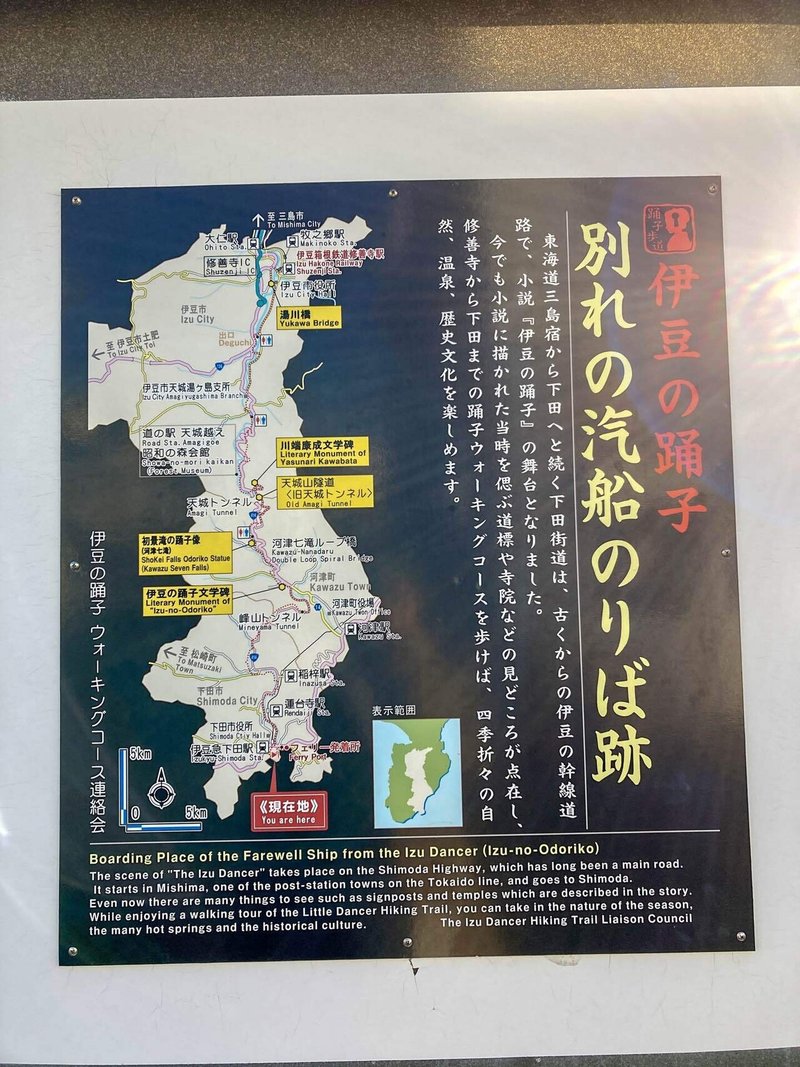 踊子歩道
伊豆の踊子
別れの汽船のりば跡
東海道三島宿から下田へと続く下田街道は、古くからの伊豆の幹線道
路で、小説『伊豆の踊子』の舞台となりました。
今でも小説に描かれた当時を偲ぶ道標や寺院などの見どころが点在し、
修善寺から下田までの踊子ウォーキングコースを歩けば、四季折々の自
然、温泉、歴史文化を楽しめます。
至 三島市
To Mishima City
大仁駅
Ohito Sta.
牧之郷駅
Makinoko Sta.
修善寺IC
Shuzenji IC
伊豆箱根鉄道修善寺駅
Izu Hakone Railway
Shuzenji Sta.
伊豆市役所
Izu City Hall
湯川橋
Yukawa Bridge
伊豆市
Izu City
出口
Deguchi
至 伊豆市土肥
To Izu City Toi
伊豆市天城湯ヶ島支所
Izu City Amagiyugashima Branch
道の駅 天城越え
Road Sta. Amagigoe
昭和の森会館
Showa-no-mori kaikan
(Forest Museum)
川端康成文学碑
Literary Monument of
Yasunari Kawabata
天城山隧道
〈旧天城トンネル〉
Old Amagi Tunnel
天城トンネル
Amagi Tunnel
初景滝の踊子像
(河津七滝)
ShoKei Falls Odoriko Statue
(Kawazu Seven Falls)
河津七滝ループ橋
Kawazu-Nanadaru
Double Loop Spiral Bridge
河津町
Kawazu Town
伊豆の踊子文学碑
Literary Monument of
"Izu-no-Odoriko"
河津町役場
Kawazu Twon Office
14
峰山トンネル
Mineyama Tunnel
河津駅
Kawazu Sta.
至 松崎町
To Matsuzaki
Town
稲梓駅
Inazusa Sta.
下田市
Shimoda City
蓮台寺駅
Rendaiji Sta.
下田市役所
Shimoda City Hallw
伊豆急下田駅
Izukyu-Shimoda Sta.
フェリー発着所
Ferry Port
《現在地》
You are here
表示範囲
5km
0
5km
伊豆の踊子 ウォーキングコース連絡会
Boarding Place of the Farewell Ship from the Izu Dancer (Izu-no-Odoriko)
The scene of "The Izu Dancer" takes place on the Shimoda Highway, which has long been a main road.
It starts in Mishima, one of the post-station towns on the Tokaido line, and goes to Shimoda.
Even now there are many things to see such as signposts and temples which are described in the story.
While enjoying a walking tour of the Little Dancer Hiking Trail, you can take in the nature of the season,
the many hot springs and the historical culture.
The Izu Dancer Hiking Trail Liaison Council